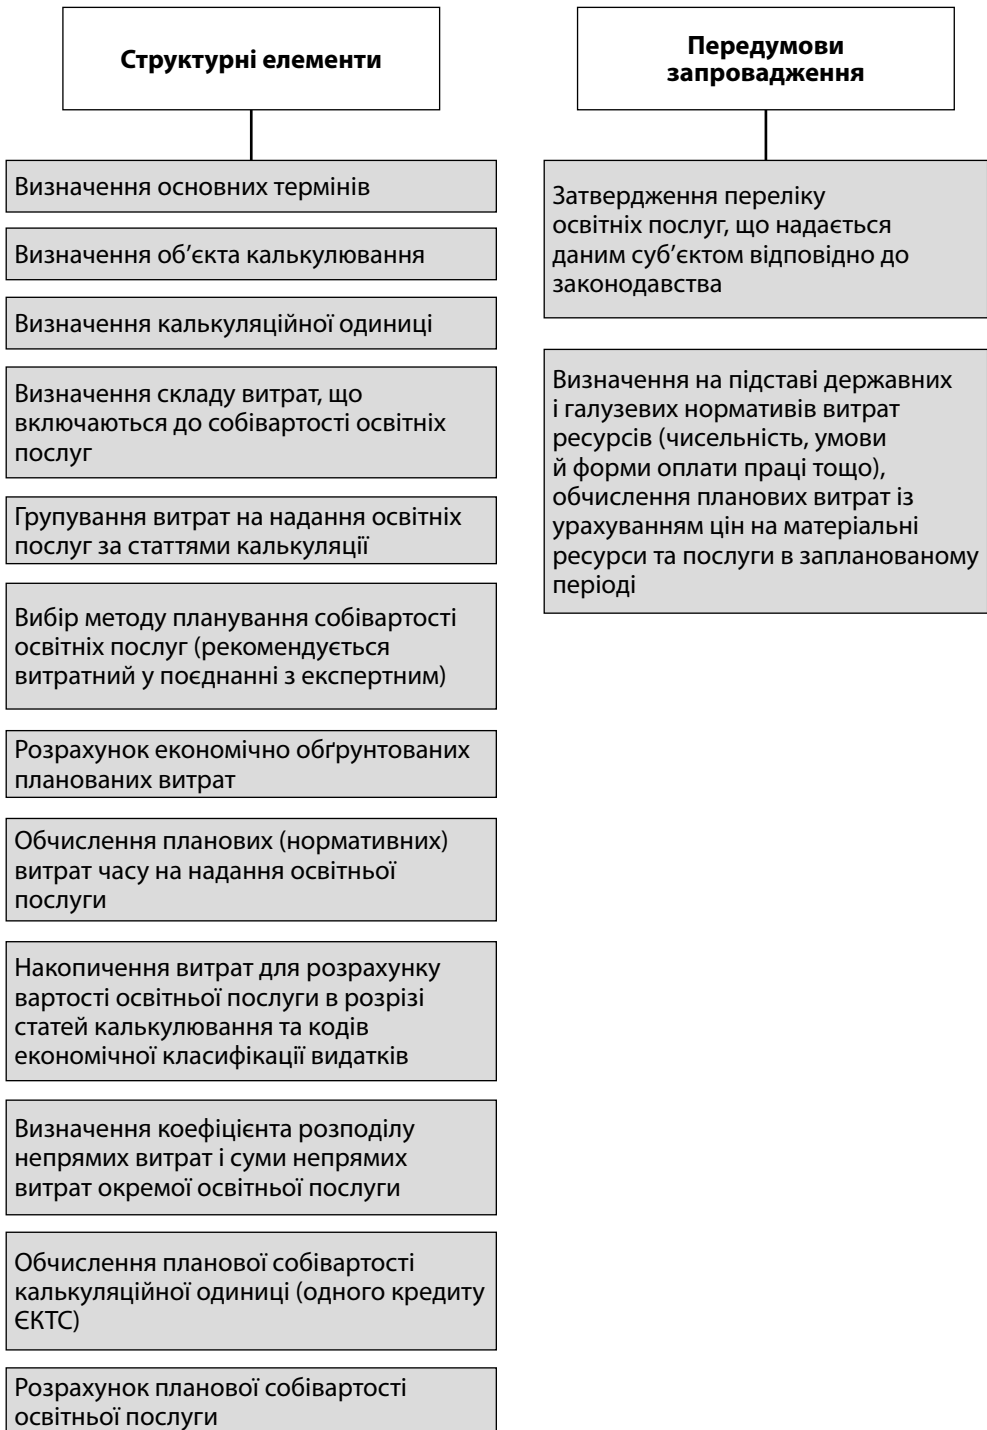 Структурні елементи
Визначення основних термінів
Визначення об’єкта калькулювання
Визначення калькуляційної одиниці
Визначення складу витрат, що
включаються до собівартості освітніх
послуг
Групування витрат на надання освітніх
послуг за статтями калькуляції
Вибір методу планування собівартості
освітніх послуг (рекомендується
витратний у поєднанні з експертним)
Розрахунок економічно обґрунтованих
планованих витрат
Обчислення планових (нормативних)
витрат часу на надання освітньої
послуги
Накопичення витрат для розрахунку
вартості освітньої послуги в розрізі
статей калькулювання та кодів
економічної класифікації видатків
Визначення коефіцієнта розподілу
непрямих витрат і суми непрямих
витрат окремої освітньої послуги
Обчислення планової собівартості
калькуляційної одиниці (одного кредиту
ЄКТС)
Розрахунок планової собівартості
освітньої послуги
Передумови
запровадження
Затвердження переліку
освітніх послуг, що надається
даним суб’єктом відповідно до
законодавства
Визначення на підставі державних
і галузевих нормативів витрат
ресурсів (чисельність, умови
й форми оплати праці тощо),
обчислення планових витрат із
урахуванням цін на матеріальні
ресурси та послуги в запланованому
періоді